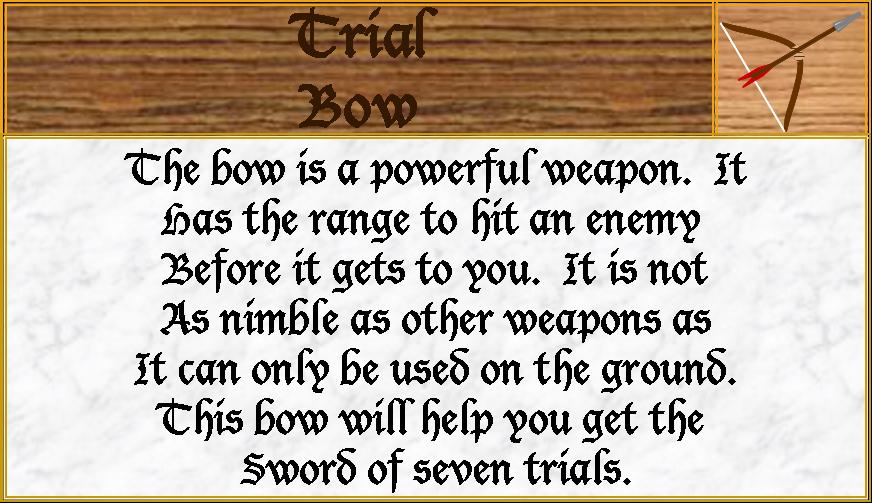 Trial
Bow
The bow is a powerful weapon.  It
Has the range to hit an enemy
Before it gets to you.  It is not
As nimble as other weapons as
It can only be used on the ground.
This bow will help you get the
Sword of seven trials.